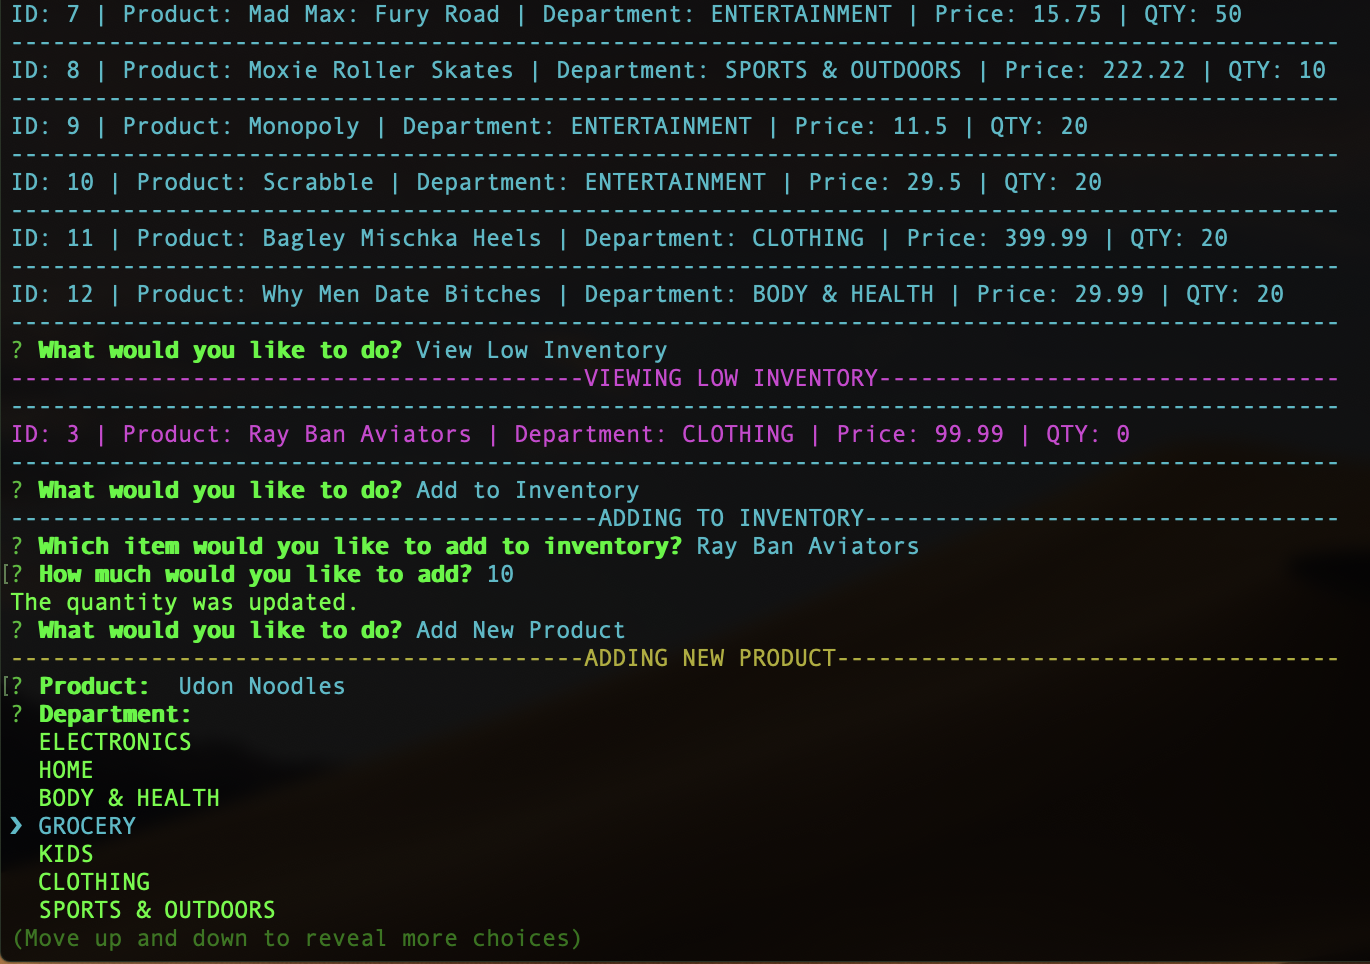 ID: 7 | Product: Mad Max: Fury Road | Department: ENTERTAINMENT | Price: 15.75 | QTY: 50
-----------------------------------------------------------------------------------------------
ID: 8 | Product: Moxie Roller Skates | Department: SPORTS & OUTDOORS | Price: 222.22 | QTY: 10
-----------------------------------------------------------------------------------------------
ID: 9 | Product: Monopoly | Department: ENTERTAINMENT | Price: 11.5 | QTY: 20
-----------------------------------------------------------------------------------------------
ID: 10 | Product: Scrabble | Department: ENTERTAINMENT | Price: 29.5 | QTY: 20
-----------------------------------------------------------------------------------------------
ID: 11 | Product: Bagley Mischka Heels | Department: CLOTHING | Price: 399.99 | QTY: 20
-----------------------------------------------------------------------------------------------
ID: 12 | Product: Why Men Date Bitches | Department: BODY & HEALTH | Price: 29.99 | QTY: 20
-----------------------------------------------------------------------------------------------
? What would you like to do? View Low Inventory
-----------------------------------------VIEWING LOW INVENTORY---------------------------------
-----------------------------------------------------------------------------------------------
ID: 3 | Product: Ray Ban Aviators | Department: CLOTHING | Price: 99.99 | QTY: 0
-----------------------------------------------------------------------------------------------
? What would you like to do? Add to Inventory
------------------------------------------ADDING TO INVENTORY----------------------------------
? Which item would you like to add to inventory? Ray Ban Aviators
[? How much would you like to add? 10
The quantity was updated.
? What would you like to do? Add New Product
-----------------------------------------ADDING NEW PRODUCT------------------------------------
[? Product:  Udon Noodles
? Department:
  ELECTRONICS
  HOME
  BODY & HEALTH
❯ GROCERY
  KIDS
  CLOTHING
  SPORTS & OUTDOORS
(Move up and down to reveal more choices)